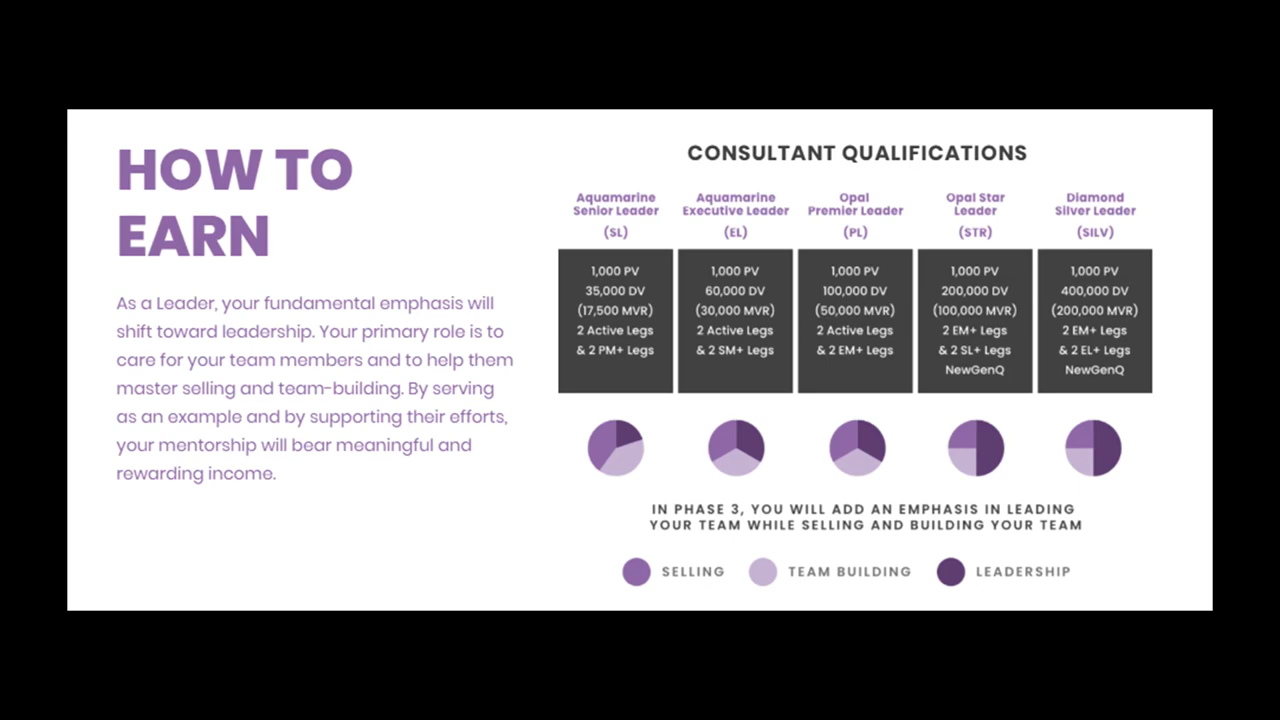 HOW TO
EARN
As a Leader, your fundamental emphasis will
shift toward leadership. Your primary role is to
care for your team members and to help them
master selling and team-building. By serving
as an example and by supporting their efforts,
your mentorship will bear meaningful and
rewarding income.
CONSULTANT QUALIFICATIONS
Aquamarine
Senior Leader
(SL)
1,000 PV
35,000 DV
(17,500 MVR)
2 Active Legs
& 2 PM+ Legs
Aquamarine
Executive Leader
(EL)
1,000 PV
60,000 DV
(30,000 MVR)
2 Active Legs
& 2 SM+ Legs
Opal
Premier Leader
(PL)
1,000 PV
100,000 DV
(50,000 MVR)
2 Active Legs
& 2 EM+ Legs
Opal Star
Leader
(STR)
1,000 PV
200,000 DV
(100,000 MVR)
2 EM+ Legs
& 2 SL+ Legs
NewGenQ
Diamond
Silver Leader
(SILV)
1,000 PV
400,000 DV
(200,000 MVR)
2 EM+ Legs
& 2 EL+ Legs
NewGenQ
IN PHASE 3, YOU WILL ADD AN EMPHASIS IN LEADING
YOUR TEAM WHILE SELLING AND BUILDING YOUR TEAM
SELLING
TEAM BUILDING
LEADERSHIP